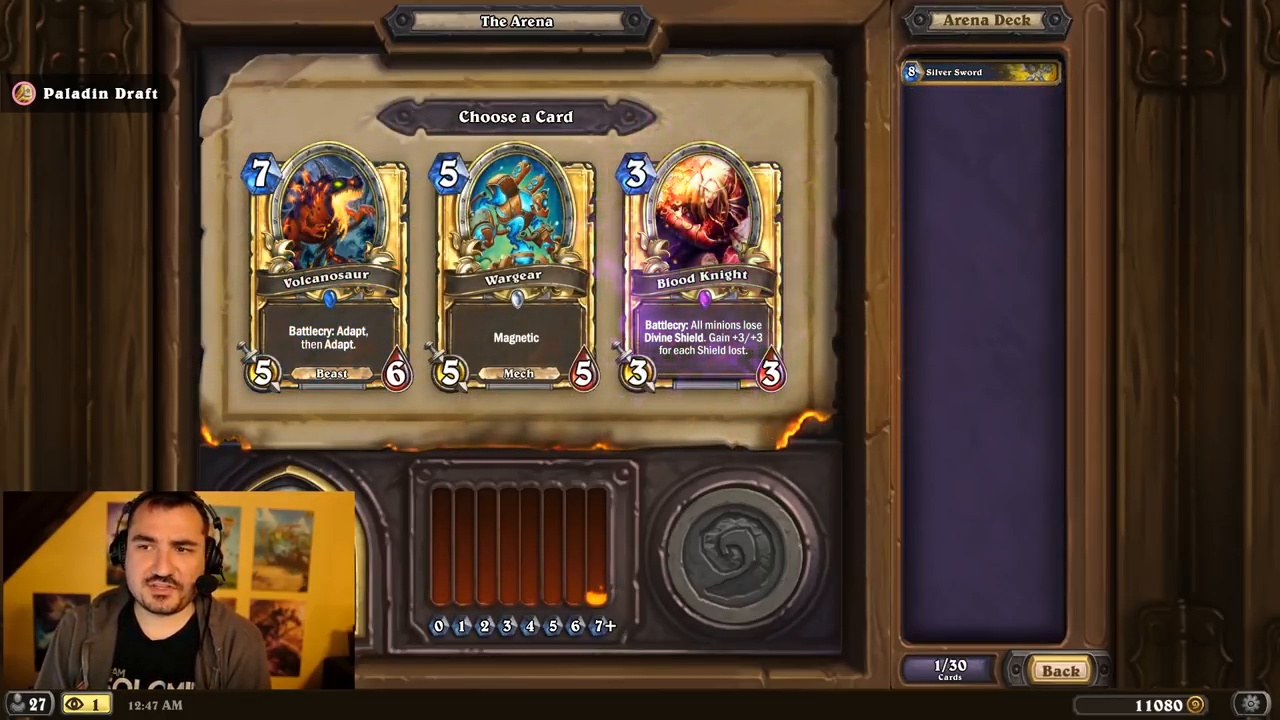 The Arena
Arena Deck
8 Silver Sword
Paladin Draft
Choose a Card
7
5
3
Volcanosaur
Wargear
Blood Knight
Battlecry: Adapt,
then Adapt.
Magnetic
Battlecry: All minions lose
Divine Shield. Gain +3/+3
for each Shield lost.
5 Beast 6
5 Mech 5
3 3
0 1 2 3 4 5 6 7+
1/30
Cards
Back
27
1
12:47 AM
11080